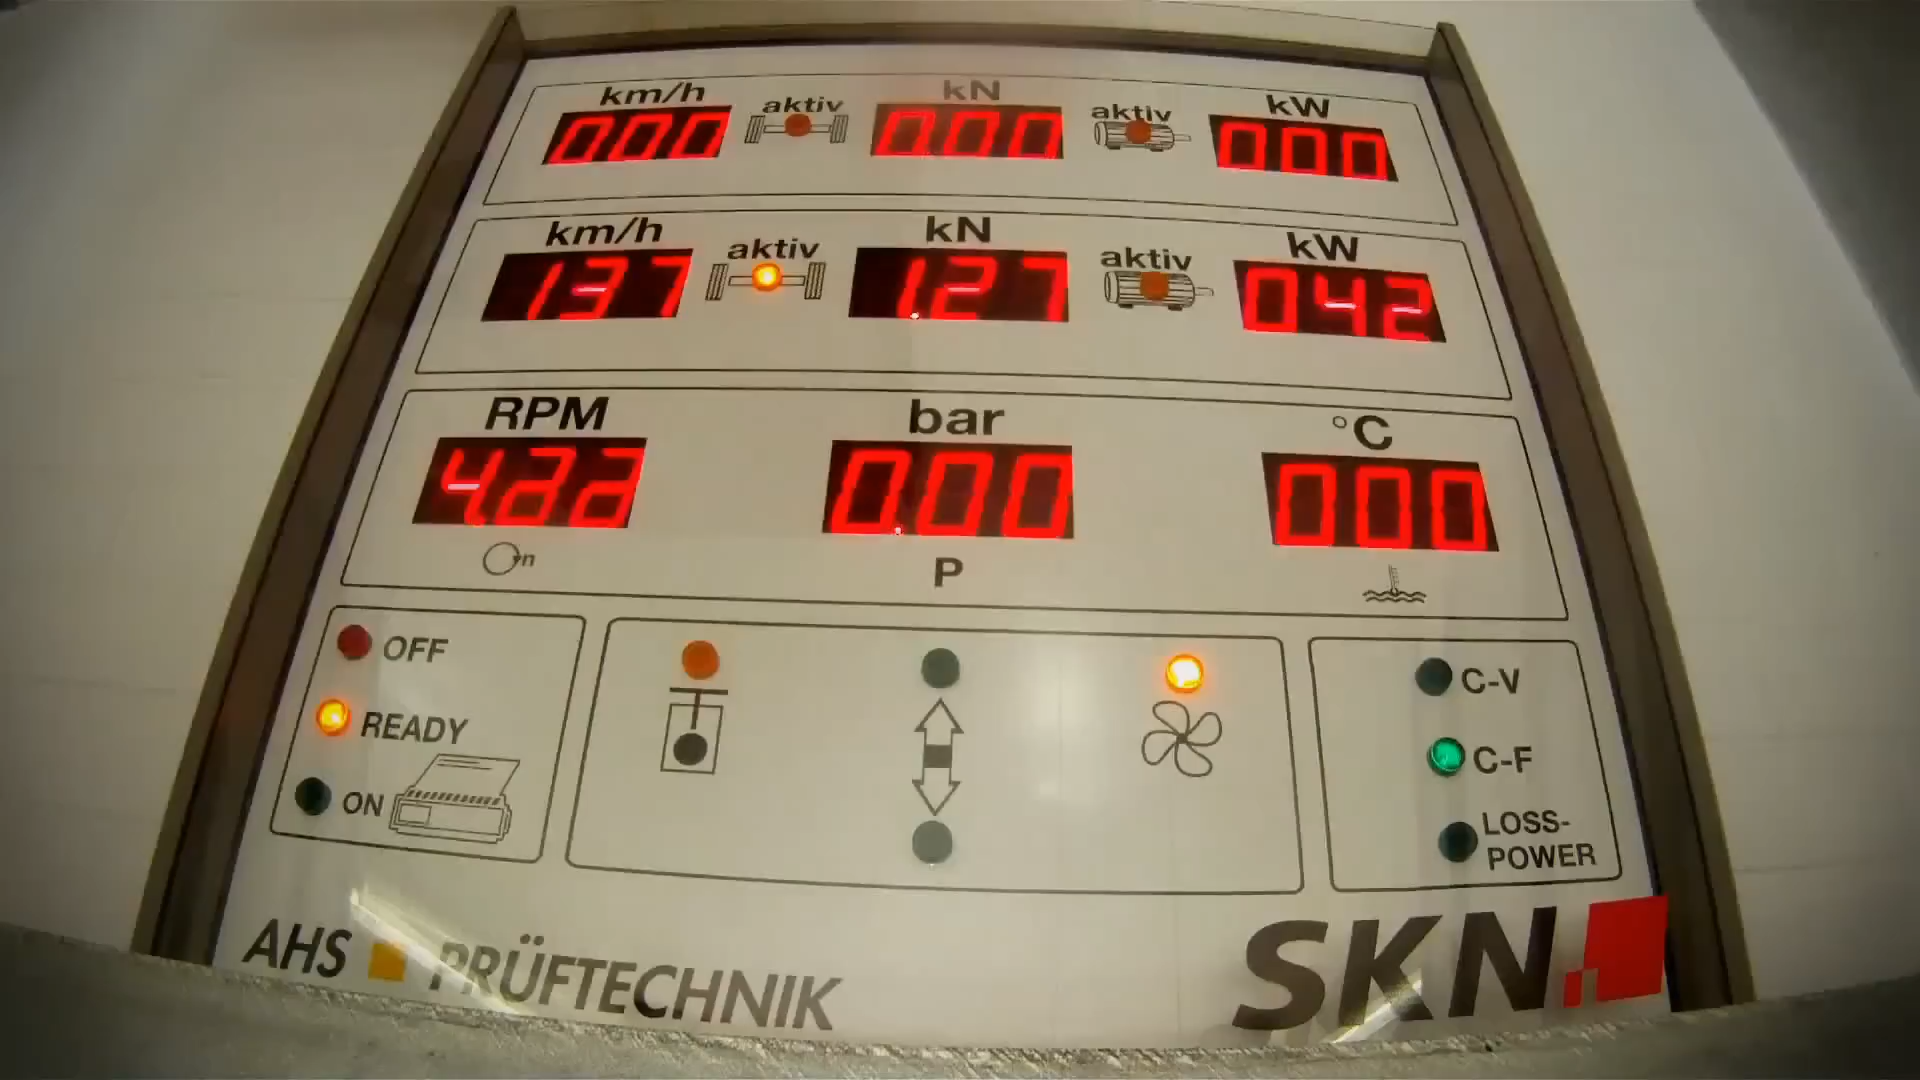 km/h aktiv kN aktiv kW
000 0.00 000
km/h aktiv kN aktiv kW
137 1.27 042
RPM bar °C
0.00 000
n P
OFF
READY
ON
C-V
C-F
LOSS-
POWER
AHS PRÜFTECHNIK
SKN